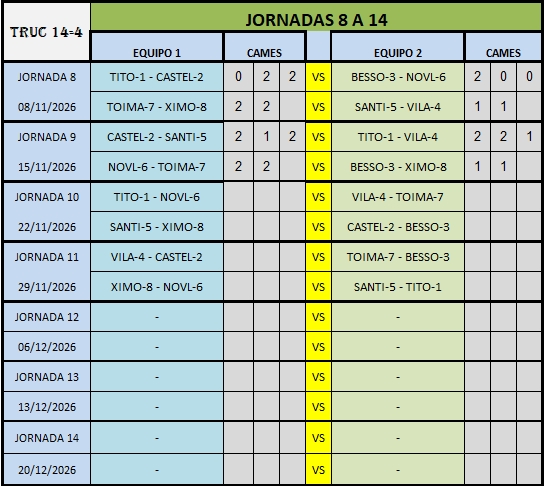 TRUC 14-4 JORNADAS 8 A 14
EQUIPO 1 CAMES EQUIPO 2 CAMES
JORNADA 8 TITO-1 - CASTEL-2 0 2 2 VS BESSO-3 - NOVL-6 2 0 0
08/11/2026 TOIMA-7 - XIMO-8 2 2 VS SANTI-5 - VILA-4 1 1
JORNADA 9 CASTEL-2 - SANTI-5 2 1 2 VS TITO-1 - VILA-4 2 2 1
15/11/2026 NOVL-6 - TOIMA-7 2 2 VS BESSO-3 - XIMO-8 1 1
JORNADA 10 TITO-1 - NOVL-6 VS VILA-4 - TOIMA-7
22/11/2026 SANTI-5 - XIMO-8 VS CASTEL-2 - BESSO-3
JORNADA 11 VILA-4 - CASTEL-2 VS TOIMA-7 - BESSO-3
29/11/2026 XIMO-8 - NOVL-6 VS SANTI-5 - TITO-1
JORNADA 12 - VS -
06/12/2026 - VS -
JORNADA 13 - VS -
13/12/2026 - VS -
JORNADA 14 - VS -
20/12/2026 - VS -